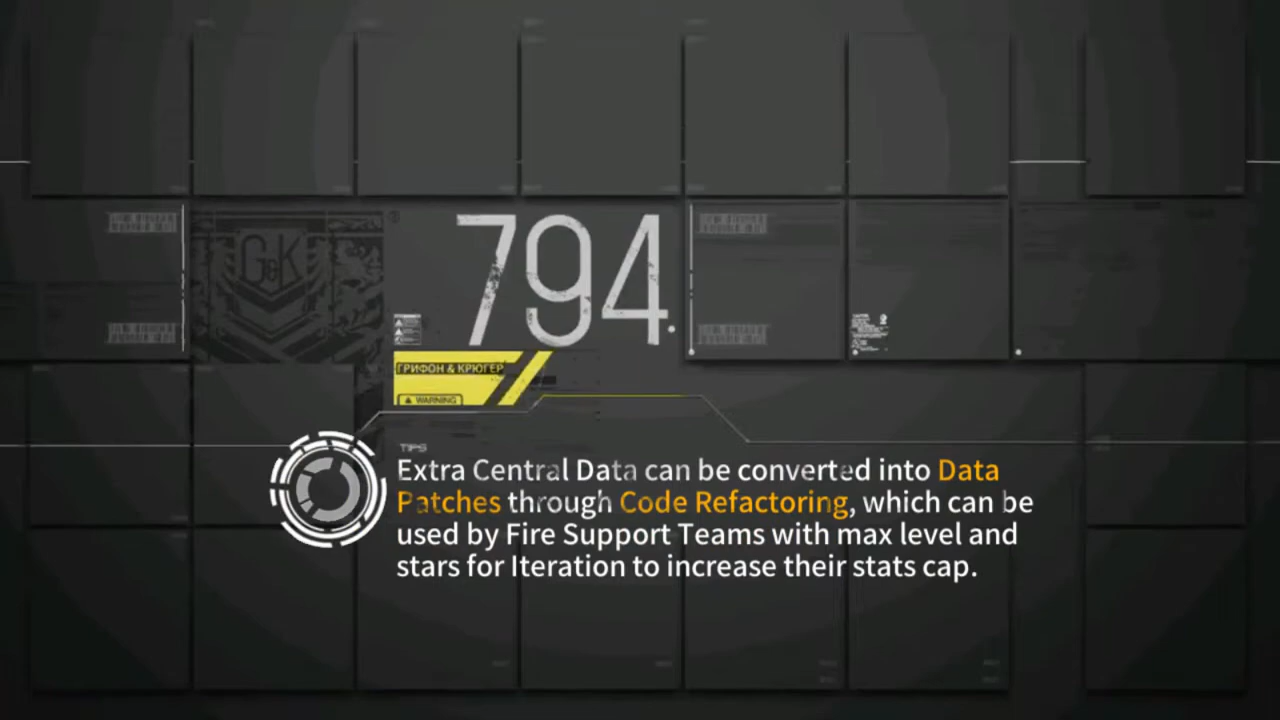 G&K
794.
ГРИФОН & КРЮГЕР
WARNING
TIPS
Extra Central Data can be converted into Data
Patches through Code Refactoring, which can be
used by Fire Support Teams with max level and
stars for Iteration to increase their stats cap.